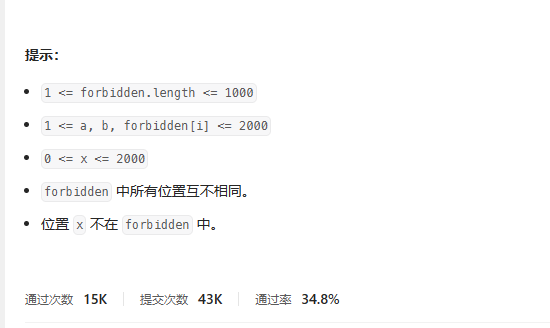 提示：
1 <= forbidden.length <= 1000
1 <= a, b, forbidden[i] <= 2000
0 <= x <= 2000
forbidden 中所有位置互不相同。
位置 x 不在 forbidden 中。
通过次数 15K 提交次数 43K 通过率 34.8%